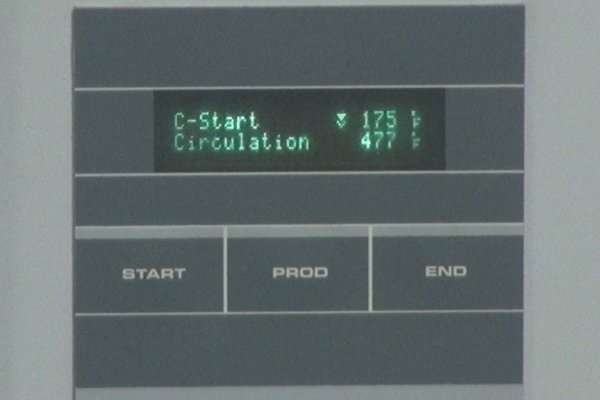 C-Start 175
Circulation 477
START PROD END